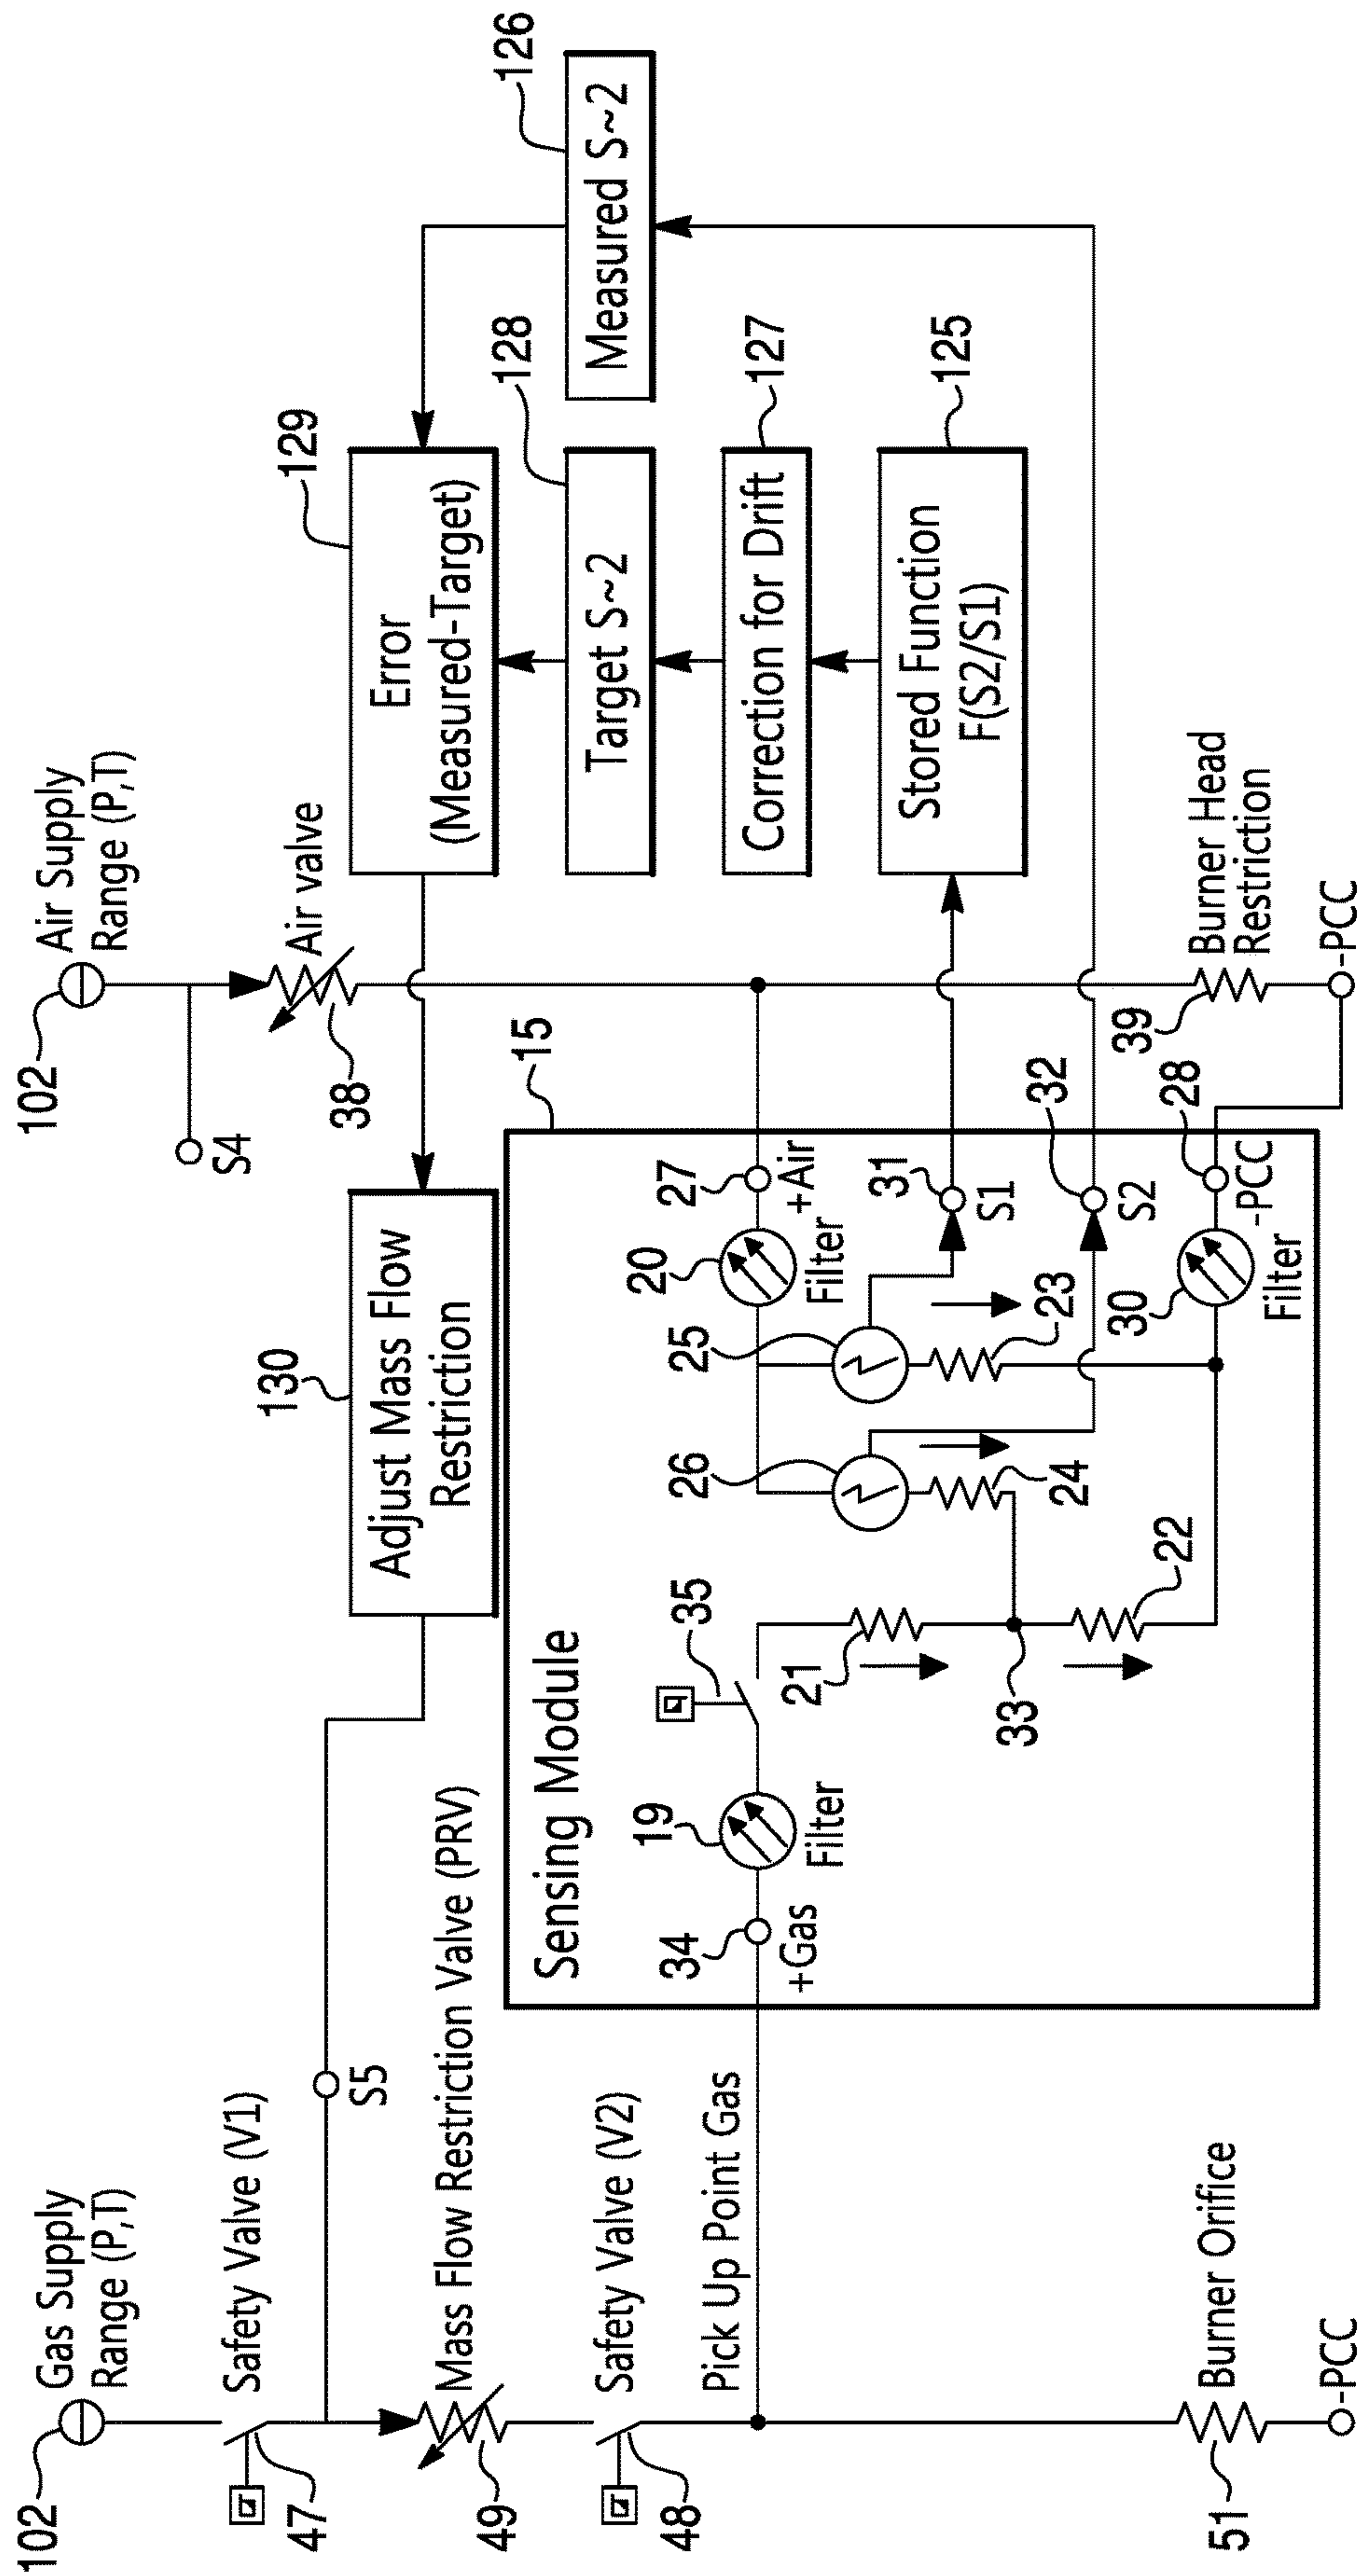 102
Gas Supply
Range (P,T)
Safety Valve (V1)
47
S5
Mass Flow Restriction Valve (PRV)
49
Safety Valve (V2)
48
Pick Up Point Gas
Burner Orifice
51
-PCC
130
Adjust Mass Flow
Restriction
Sensing Module
15
34
+Gas
19
Filter
35
21
33
22
26
24
25
23
20
Filter
27
+Air
31
S1
32
S2
30
Filter
28
-PCC
102
Air Supply
Range (P,T)
S4
Air valve
38
39
Burner Head
Restriction
-PCC
129
Error
(Measured-Target)
128
Target S~2
127
Correction for Drift
125
Stored Function
F(S2/S1)
126
Measured S~2